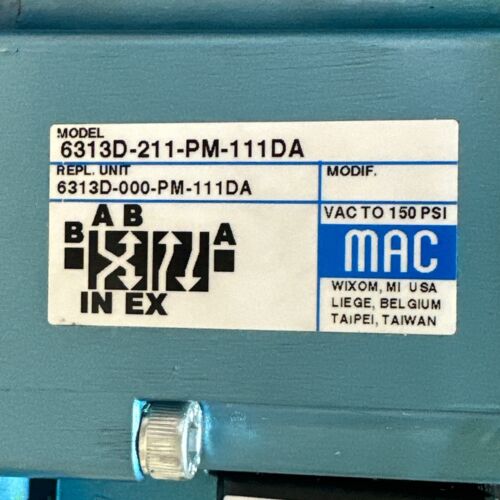 MODEL
6313D-211-PM-111DA
REPL. UNIT
6313D-000-PM-111DA
MODIF.
VAC TO 150 PSI
A B
B A
IN EX
MAC
WIXOM, MI USA
LIEGE, BELGIUM
TAIPEI, TAIWAN